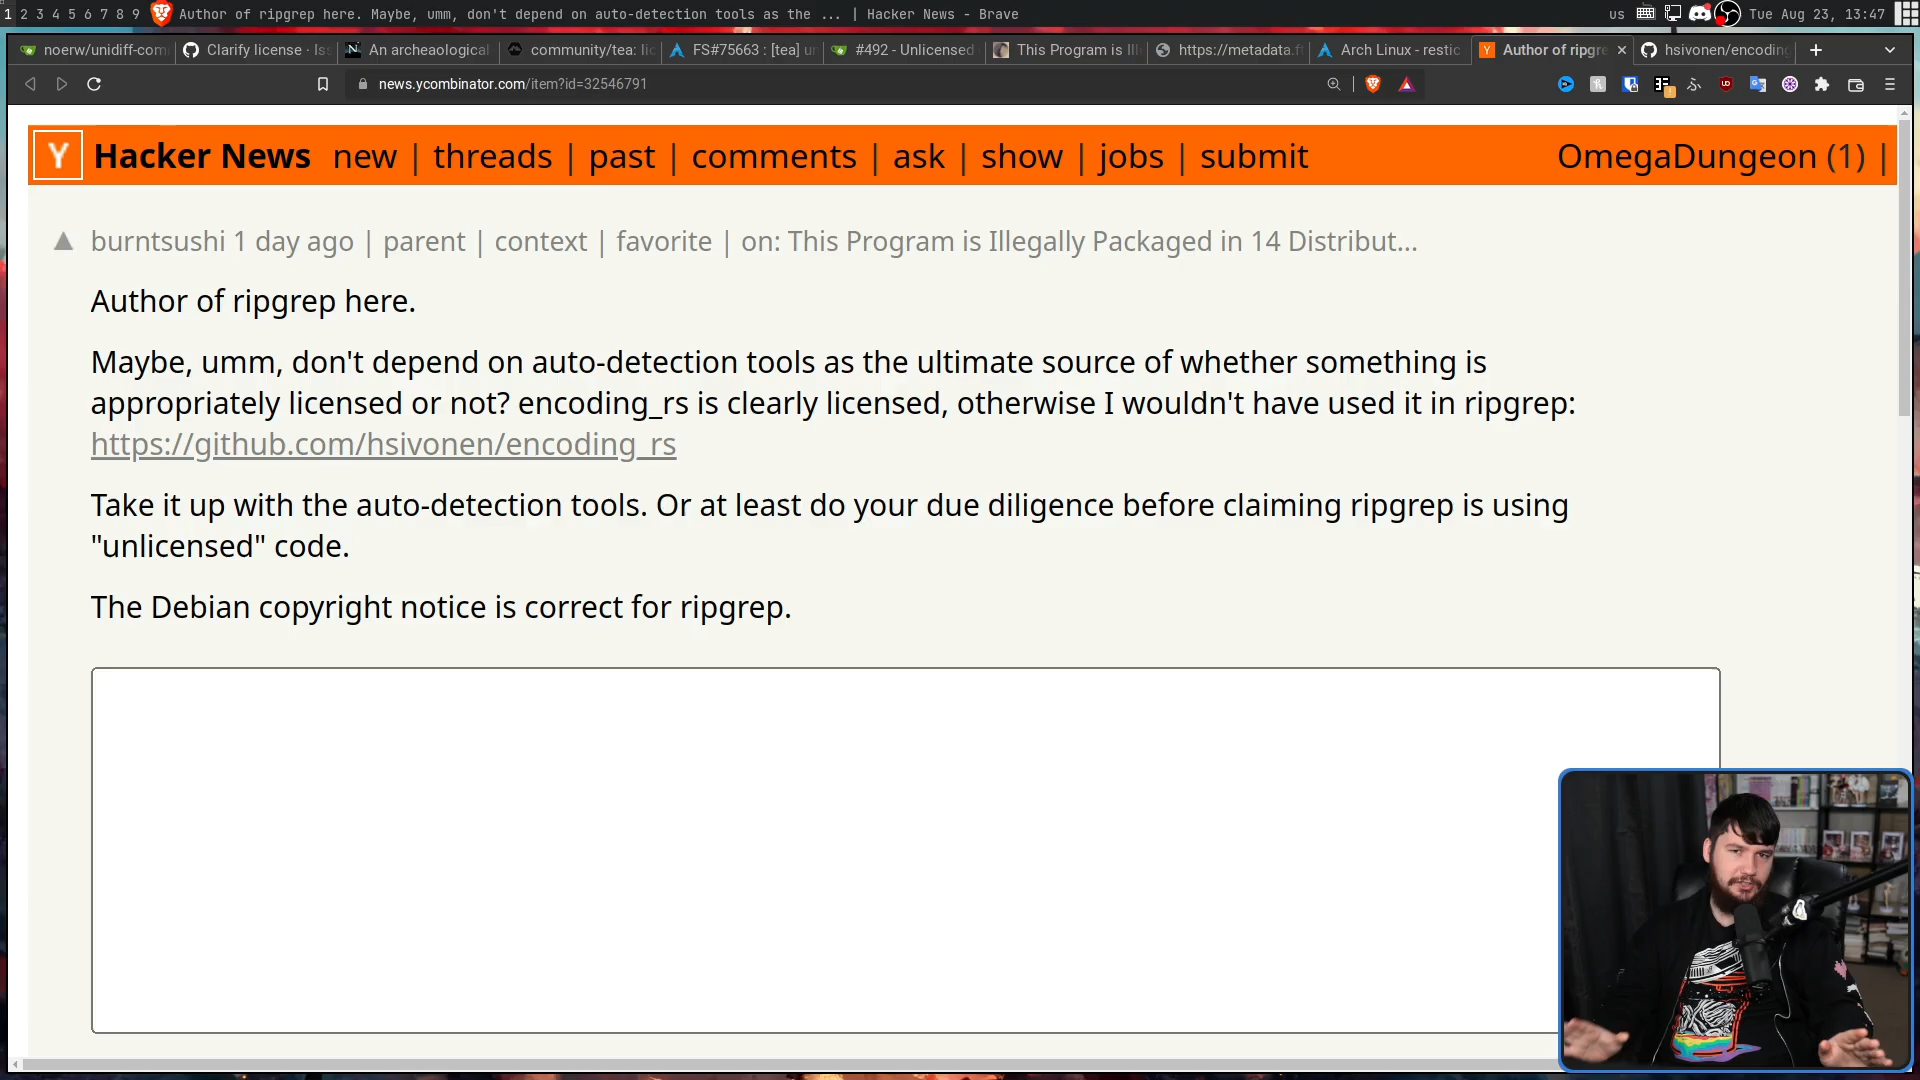 1 2 3 4 5 6 7 8 9 Author of ripgrep here. Maybe, umm, don't depend on auto-detection tools as the ... | Hacker News - Brave us Tue Aug 23, 13:47
noerw/unidiff-com Clarify license · Iss An archaeological community/tea: lic FS#75663 : [tea] un #492 - Unlicensed This Program is Ill https://metadata.f Arch Linux - restic Author of ripgre hsivonen/encoding
news.ycombinator.com/item?id=32546791
Y Hacker News new | threads | past | comments | ask | show | jobs | submit OmegaDungeon (1) |
burntsushi 1 day ago | parent | context | favorite | on: This Program is Illegally Packaged in 14 Distribut...
Author of ripgrep here.
Maybe, umm, don't depend on auto-detection tools as the ultimate source of whether something is
appropriately licensed or not? encoding_rs is clearly licensed, otherwise I wouldn't have used it in ripgrep:
https://github.com/hsivonen/encoding_rs
Take it up with the auto-detection tools. Or at least do your due diligence before claiming ripgrep is using
"unlicensed" code.
The Debian copyright notice is correct for ripgrep.